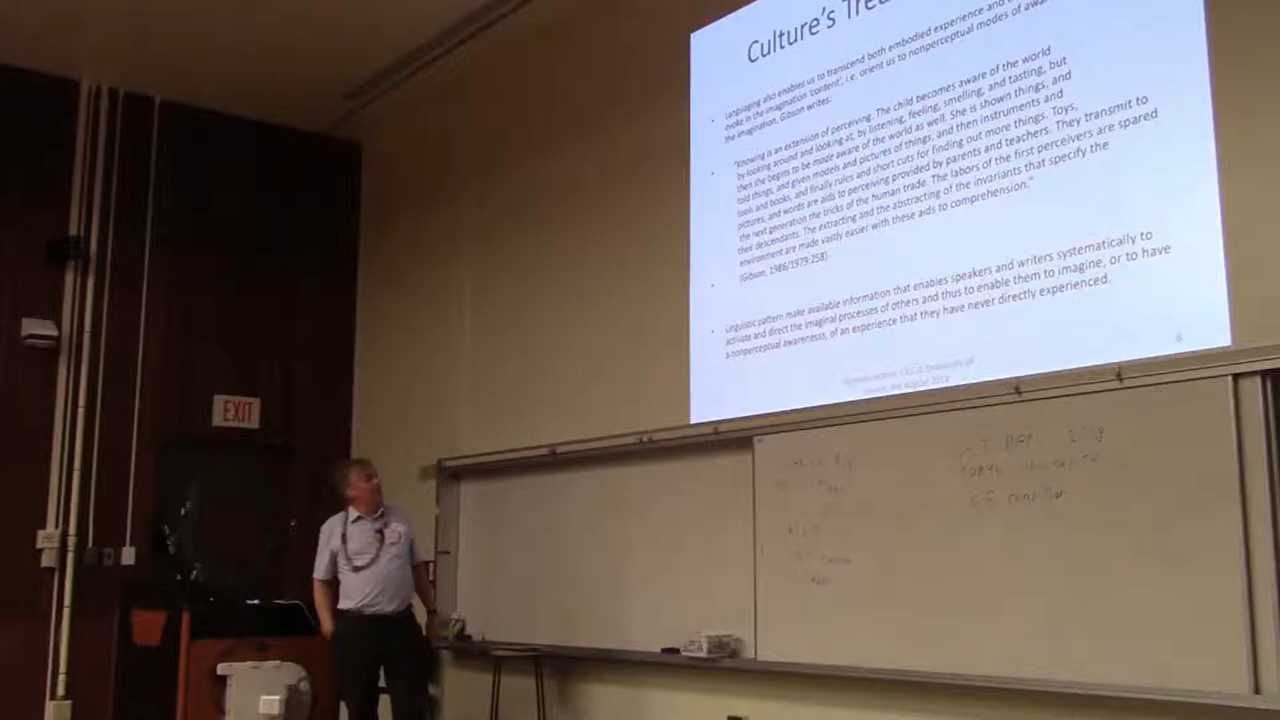 Culture's
Languaging also enables us to transcend both embodied experience and
evoke in the imagination 'content', i.e. orient us to nonperceptual modes of
the imagination. Gibson writes:
"Knowing is an extension of perceiving. The child becomes aware of the world
by looking around and looking at, by listening, feeling, smelling, and tasting, but
then she begins to be made aware of the world as well. She is shown things, and
told things, and given models and pictures of things, and then instruments and
tools and books, and finally rules and short cuts for finding out more things. Toys,
pictures, and words are aids to perceiving provided by parents and teachers. They transmit to
the next generation the tricks of the human trade. The labors of the first perceivers are spared
their descendants. The extracting and the abstracting of the invariants that specify the
environment are made vastly easier with these aids to comprehension."
(Gibson, 1986/1979:258)
Linguistic pattern make available information that enables speakers and writers systematically to
activate and direct the imaginal processes of others and thus to enable them to imagine, or to have
a nonperceptual awarenesss, of an experience that they have never directly experienced.
EXIT